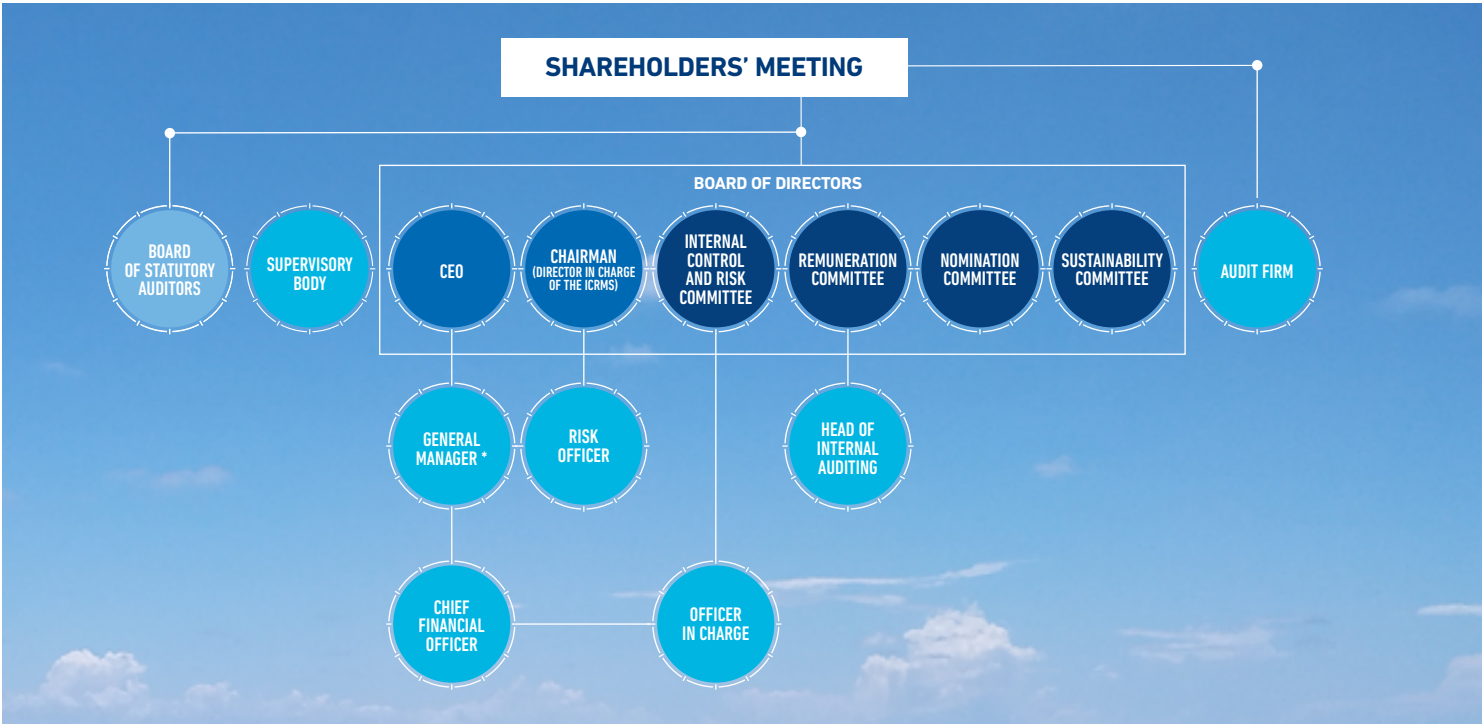 SHAREHOLDERS’ MEETING
BOARD OF DIRECTORS
BOARD
OF STATUTORY
AUDITORS
SUPERVISORY
BODY
CEO
CHAIRMAN
(DIRECTOR IN CHARGE
OF THE ICRMS)
INTERNAL
CONTROL
AND RISK
COMMITTEE
REMUNERATION
COMMITTEE
NOMINATION
COMMITTEE
SUSTAINABILITY
COMMITTEE
AUDIT FIRM
GENERAL
MANAGER *
RISK
OFFICER
HEAD OF
INTERNAL
AUDITING
CHIEF
FINANCIAL
OFFICER
OFFICER
IN CHARGE